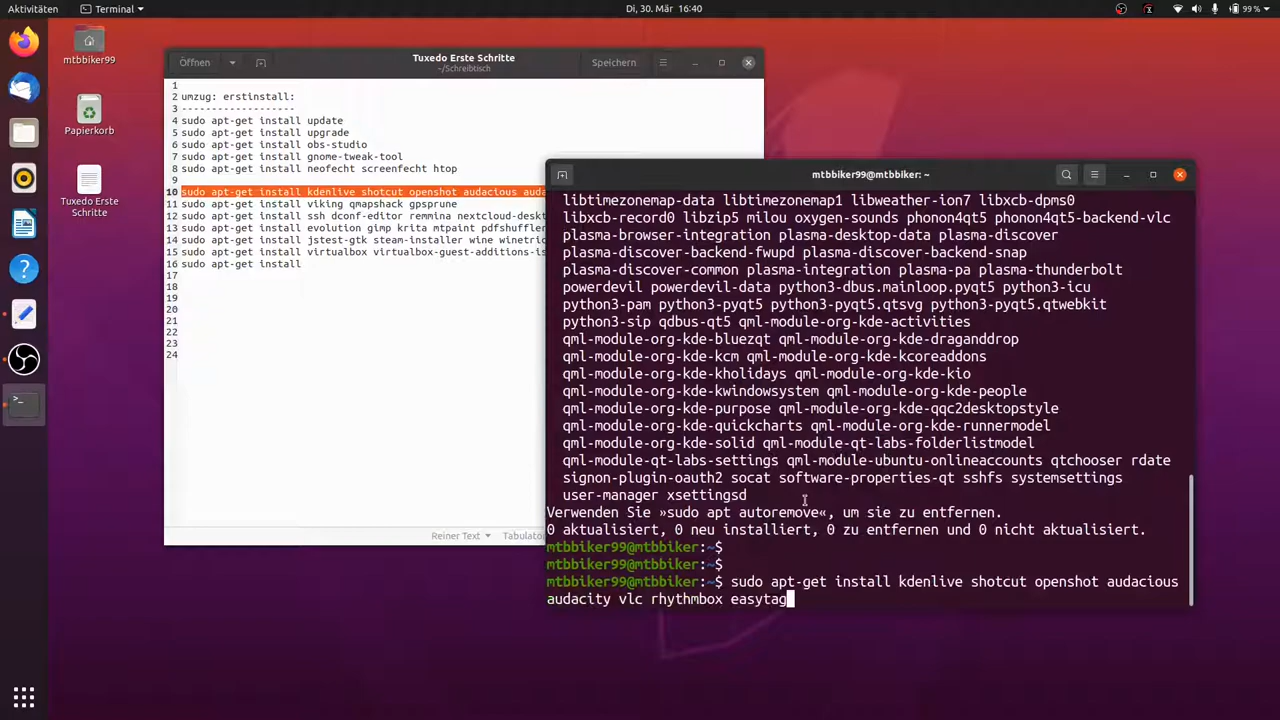 Aktivitäten
Terminal
Di, 30. Mär 16:40
99 %
mtbbiker99
Papierkorb
Tuxedo Erste
Schritte
Öffnen
Tuxedo Erste Schritte
~/Schreibtisch
Speichern
1
2 umzug: erstinstall:
3 -------------------
4 sudo apt-get install update
5 sudo apt-get install upgrade
6 sudo apt-get install obs-studio
7 sudo apt-get install gnome-tweak-tool
8 sudo apt-get install neofecht screenfecht htop
9
10 sudo apt-get install kdenlive shotcut openshot audacious auda
11 sudo apt-get install viking qmapshack gpsprune
12 sudo apt-get install ssh dconf-editor remmina nextcloud-deskt
13 sudo apt-get install evolution gimp krita mtpaint pdfshuffler
14 sudo apt-get install jstest-gtk steam-installer wine winetric
15 sudo apt-get install virtualbox virtualbox-guest-additions-is
16 sudo apt-get install
17
18
19
20
21
22
23
24
Reiner Text
Tabulato
mtbbiker99@mtbbiker: ~
libtimezonemap-data libtimezonemap1 libweather-ion7 libxcb-dpms0
libxcb-record0 libzip5 milou oxygen-sounds phonon4qt5 phonon4qt5-backend-vlc
plasma-browser-integration plasma-desktop-data plasma-discover
plasma-discover-backend-fwupd plasma-discover-backend-snap
plasma-discover-common plasma-integration plasma-pa plasma-thunderbolt
powerdevil powerdevil-data python3-dbus.mainloop.pyqt5 python3-icu
python3-pam python3-pyqt5 python3-pyqt5.qtsvg python3-pyqt5.qtwebkit
python3-sip qdbus-qt5 qml-module-org-kde-activities
qml-module-org-kde-bluezqt qml-module-org-kde-draganddrop
qml-module-org-kde-kcm qml-module-org-kde-kcoreaddons
qml-module-org-kde-kholidays qml-module-org-kde-kio
qml-module-org-kde-kwindowsystem qml-module-org-kde-people
qml-module-org-kde-purpose qml-module-org-kde-qqc2desktopstyle
qml-module-org-kde-quickcharts qml-module-org-kde-runnermodel
qml-module-org-kde-solid qml-module-qt-labs-folderlistmodel
qml-module-qt-labs-settings qml-module-ubuntu-onlineaccounts qtchooser rdate
signon-plugin-oauth2 socat software-properties-qt sshfs systemsettings
user-manager xsettingsd
Verwenden Sie »sudo apt autoremove«, um sie zu entfernen.
0 aktualisiert, 0 neu installiert, 0 zu entfernen und 0 nicht aktualisiert.
mtbbiker99@mtbbiker:~$
mtbbiker99@mtbbiker:~$
mtbbiker99@mtbbiker:~$ sudo apt-get install kdenlive shotcut openshot audacious
audacity vlc rhythmbox easytag